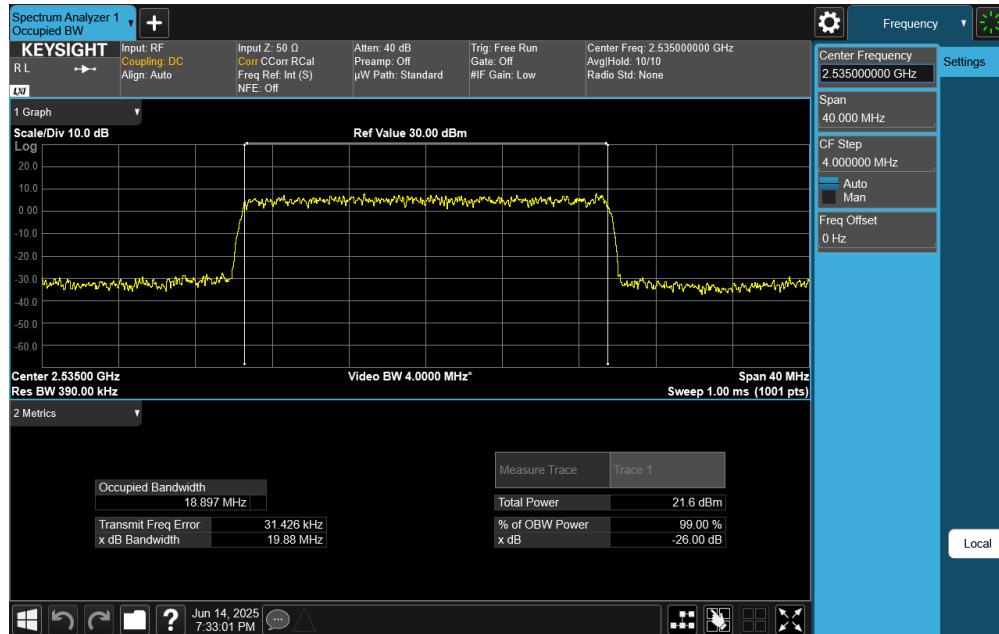 Spectrum Analyzer 1
Occupied BW
Frequency
KEYSIGHT
R L
LXI
Input: RF
Coupling: DC
Align: Auto
Input Z: 50 Ω
Corr CCorr RCal
Freq Ref: Int (S)
NFE: Off
Atten: 40 dB
Preamp: Off
µW Path: Standard
Trig: Free Run
Gate: Off
#IF Gain: Low
Center Freq: 2.535000000 GHz
Avg|Hold: 10/10
Radio Std: None
Center Frequency
2.535000000 GHz
Settings
Span
40.000 MHz
CF Step
4.000000 MHz
Auto
Man
Freq Offset
0 Hz
Local
1 Graph
Scale/Div 10.0 dB
Ref Value 30.00 dBm
Log
20.0
10.0
0.00
-10.0
-20.0
-30.0
-40.0
-50.0
-60.0
Center 2.53500 GHz
Video BW 4.0000 MHz*
Span 40 MHz
Res BW 390.00 kHz
Sweep 1.00 ms (1001 pts)
2 Metrics
Measure Trace Trace 1
Occupied Bandwidth
18.897 MHz
Total Power 21.6 dBm
Transmit Freq Error 31.426 kHz
% of OBW Power 99.00 %
x dB Bandwidth 19.88 MHz
x dB -26.00 dB
Jun 14, 2025
7:33:01 PM